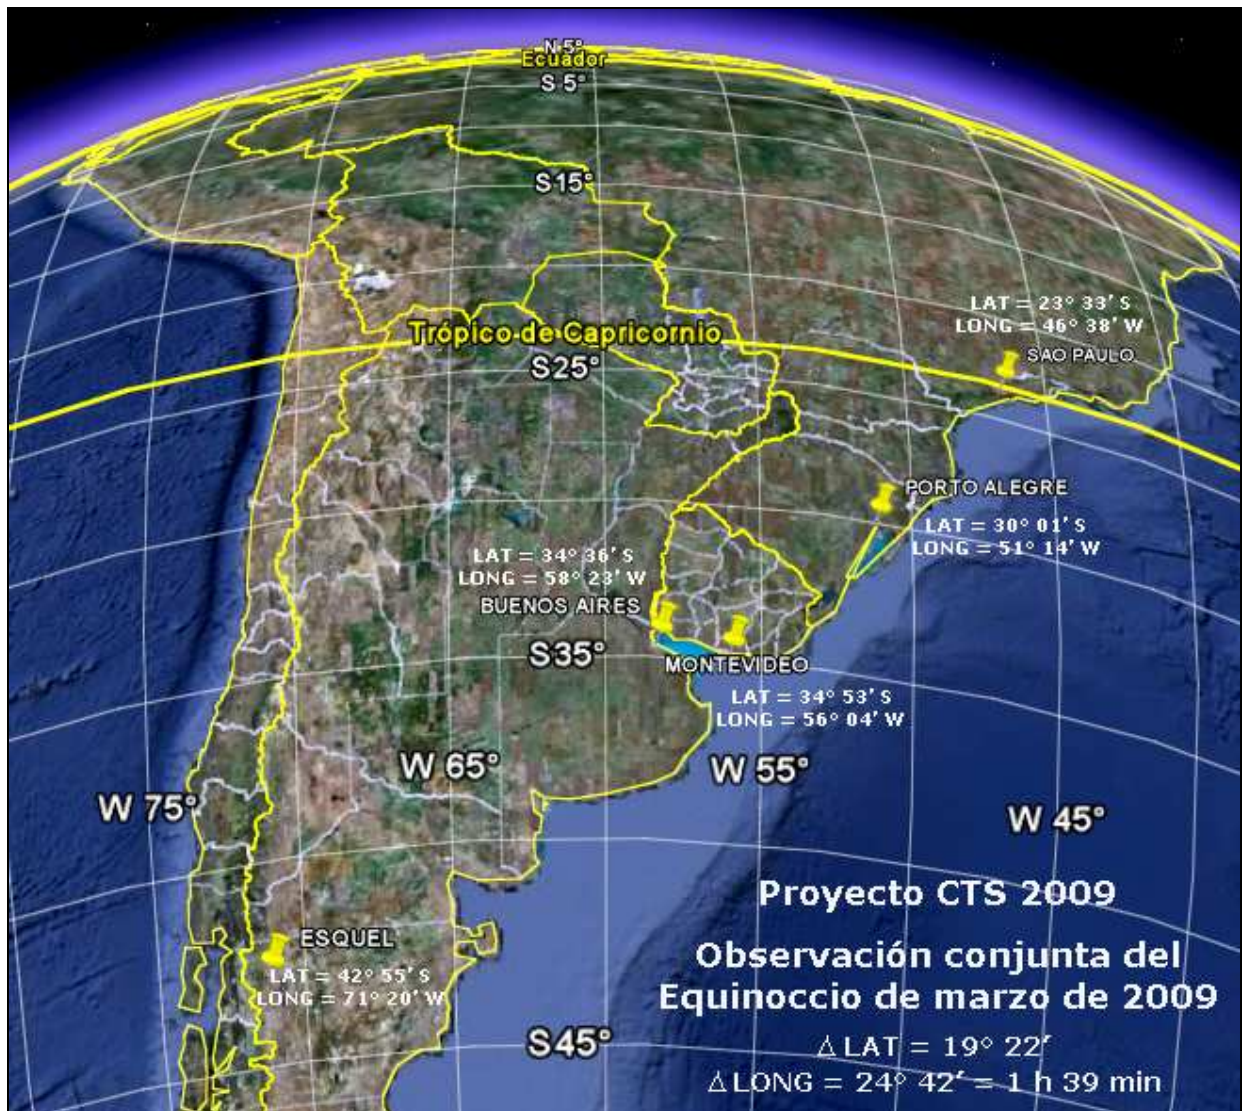 N 5°
Ecuador
S 5°
S15°
LAT = 23° 33′ S
LONG = 46° 38′ W
Trópico de Capricornio
SAO PAULO
S25°
PORTO ALEGRE
LAT = 30° 01′ S
LONG = 51° 14′ W
LAT = 34° 36′ S
LONG = 58° 23′ W
BUENOS AIRES
S35°
MONTEVIDEO
LAT = 34° 53′ S
LONG = 56° 04′ W
W 65°
W 55°
W 75°
W 45°
Proyecto CTS 2009
ESQUEL
LAT = 42° 55′ S
LONG = 71° 20′ W
Observación conjunta del
Equinoccio de marzo de 2009
S45°
Δ LAT = 19° 22′
Δ LONG = 24° 42′ = 1 h 39 min